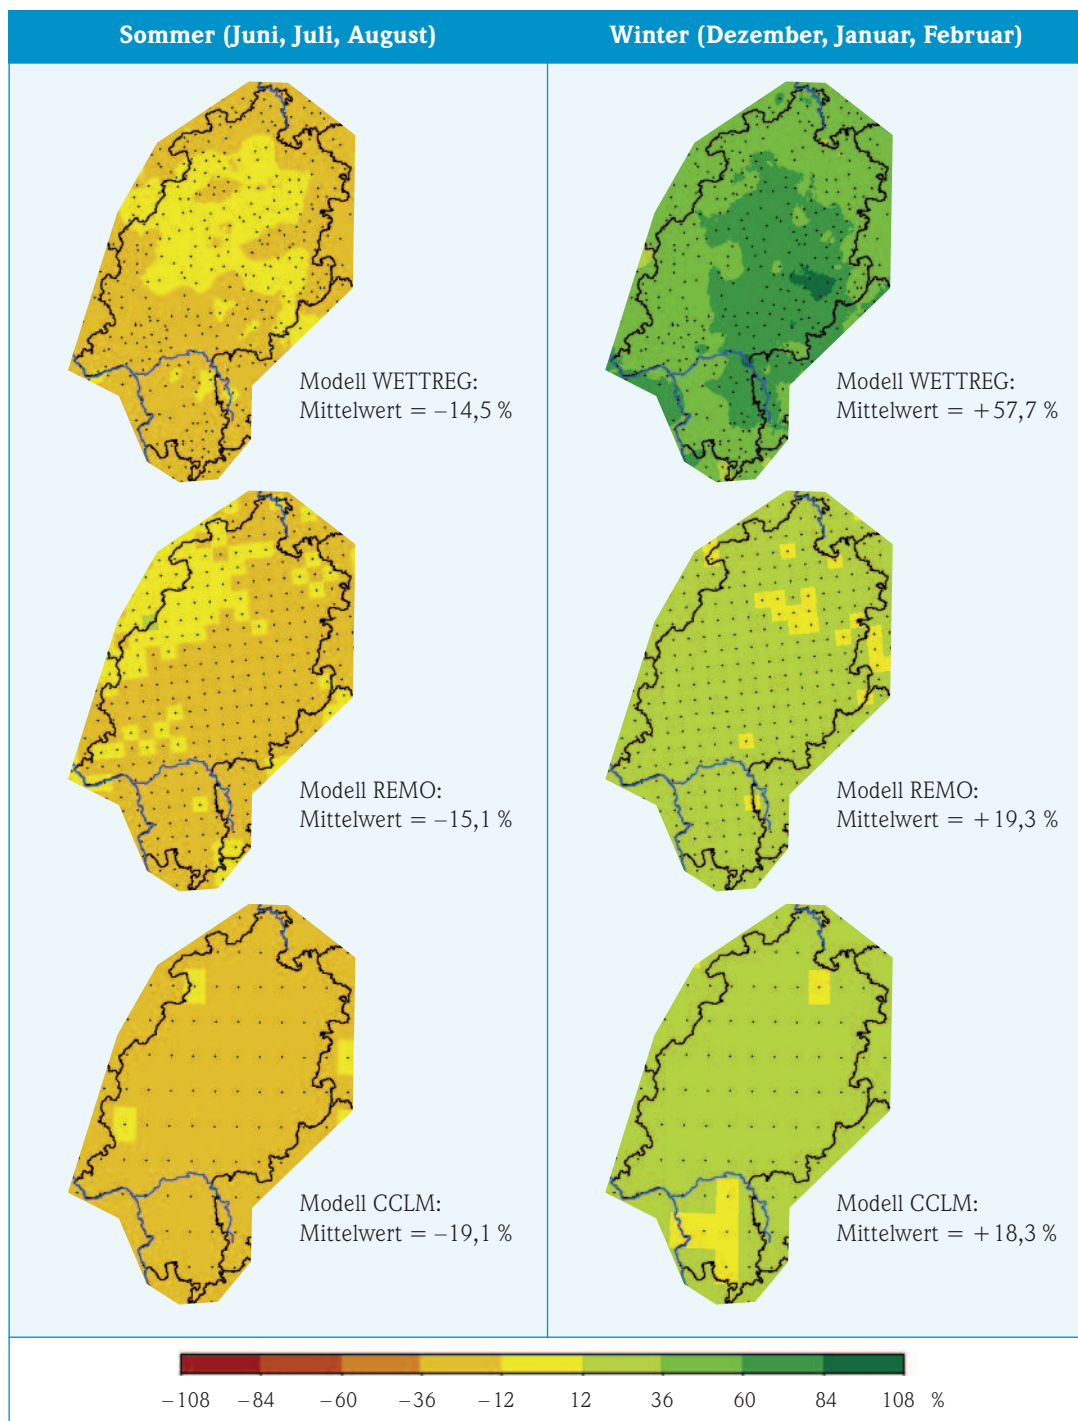 Sommer (Juni, Juli, August)
Winter (Dezember, Januar, Februar)
Modell WETTREG:
Mittelwert = –14,5 %
Modell WETTREG:
Mittelwert = +57,7 %
Modell REMO:
Mittelwert = –15,1 %
Modell REMO:
Mittelwert = +19,3 %
Modell CCLM:
Mittelwert = –19,1 %
Modell CCLM:
Mittelwert = +18,3 %
−108 −84 −60 −36 −12 12 36 60 84 108 %